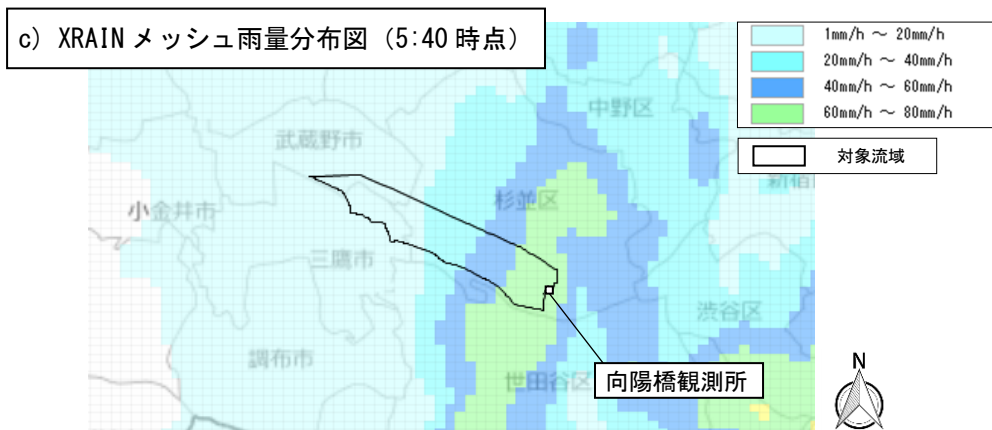 c) XRAIN メッシュ雨量分布図 (5:40 時点)
1mm/h ～ 20mm/h
20mm/h ～ 40mm/h
40mm/h ～ 60mm/h
60mm/h ～ 80mm/h
対象流域
中野区
武蔵野市
新宿
小金井市
杉並区
三鷹市
渋谷区
調布市
世田谷区
向陽橋観測所
N